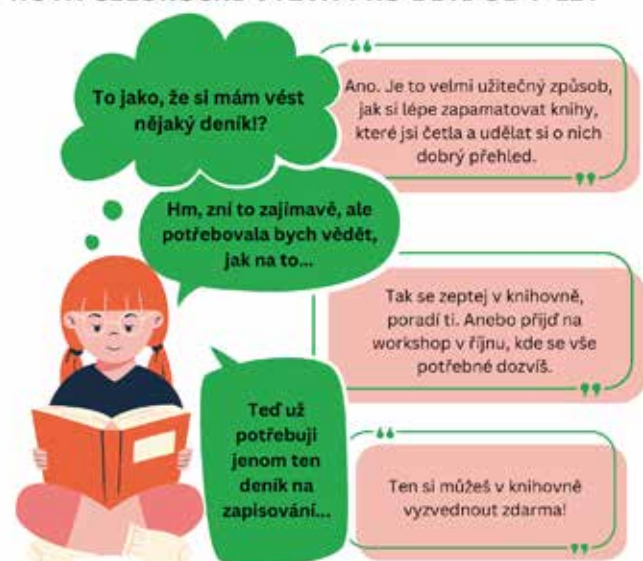 To jako, že si mám vést
nějaký deník!?
Ano. Je to velmi užitečný způsob,
jak si lépe zapamatovat knihy,
které jsi četla a udělat si o nich
dobrý přehled.
Hm, zní to zajímavě, ale
potřebovala bych vědět,
jak na to...
Tak se zeptej v knihovně,
poradí ti. Anebo přijď na
workshop v říjnu, kde se vše
potřebné dozvíš.
Teď už
potřebuji
jenom ten
deník na
zapisování...
Ten si můžeš v knihovně
vyzvednout zdarma!